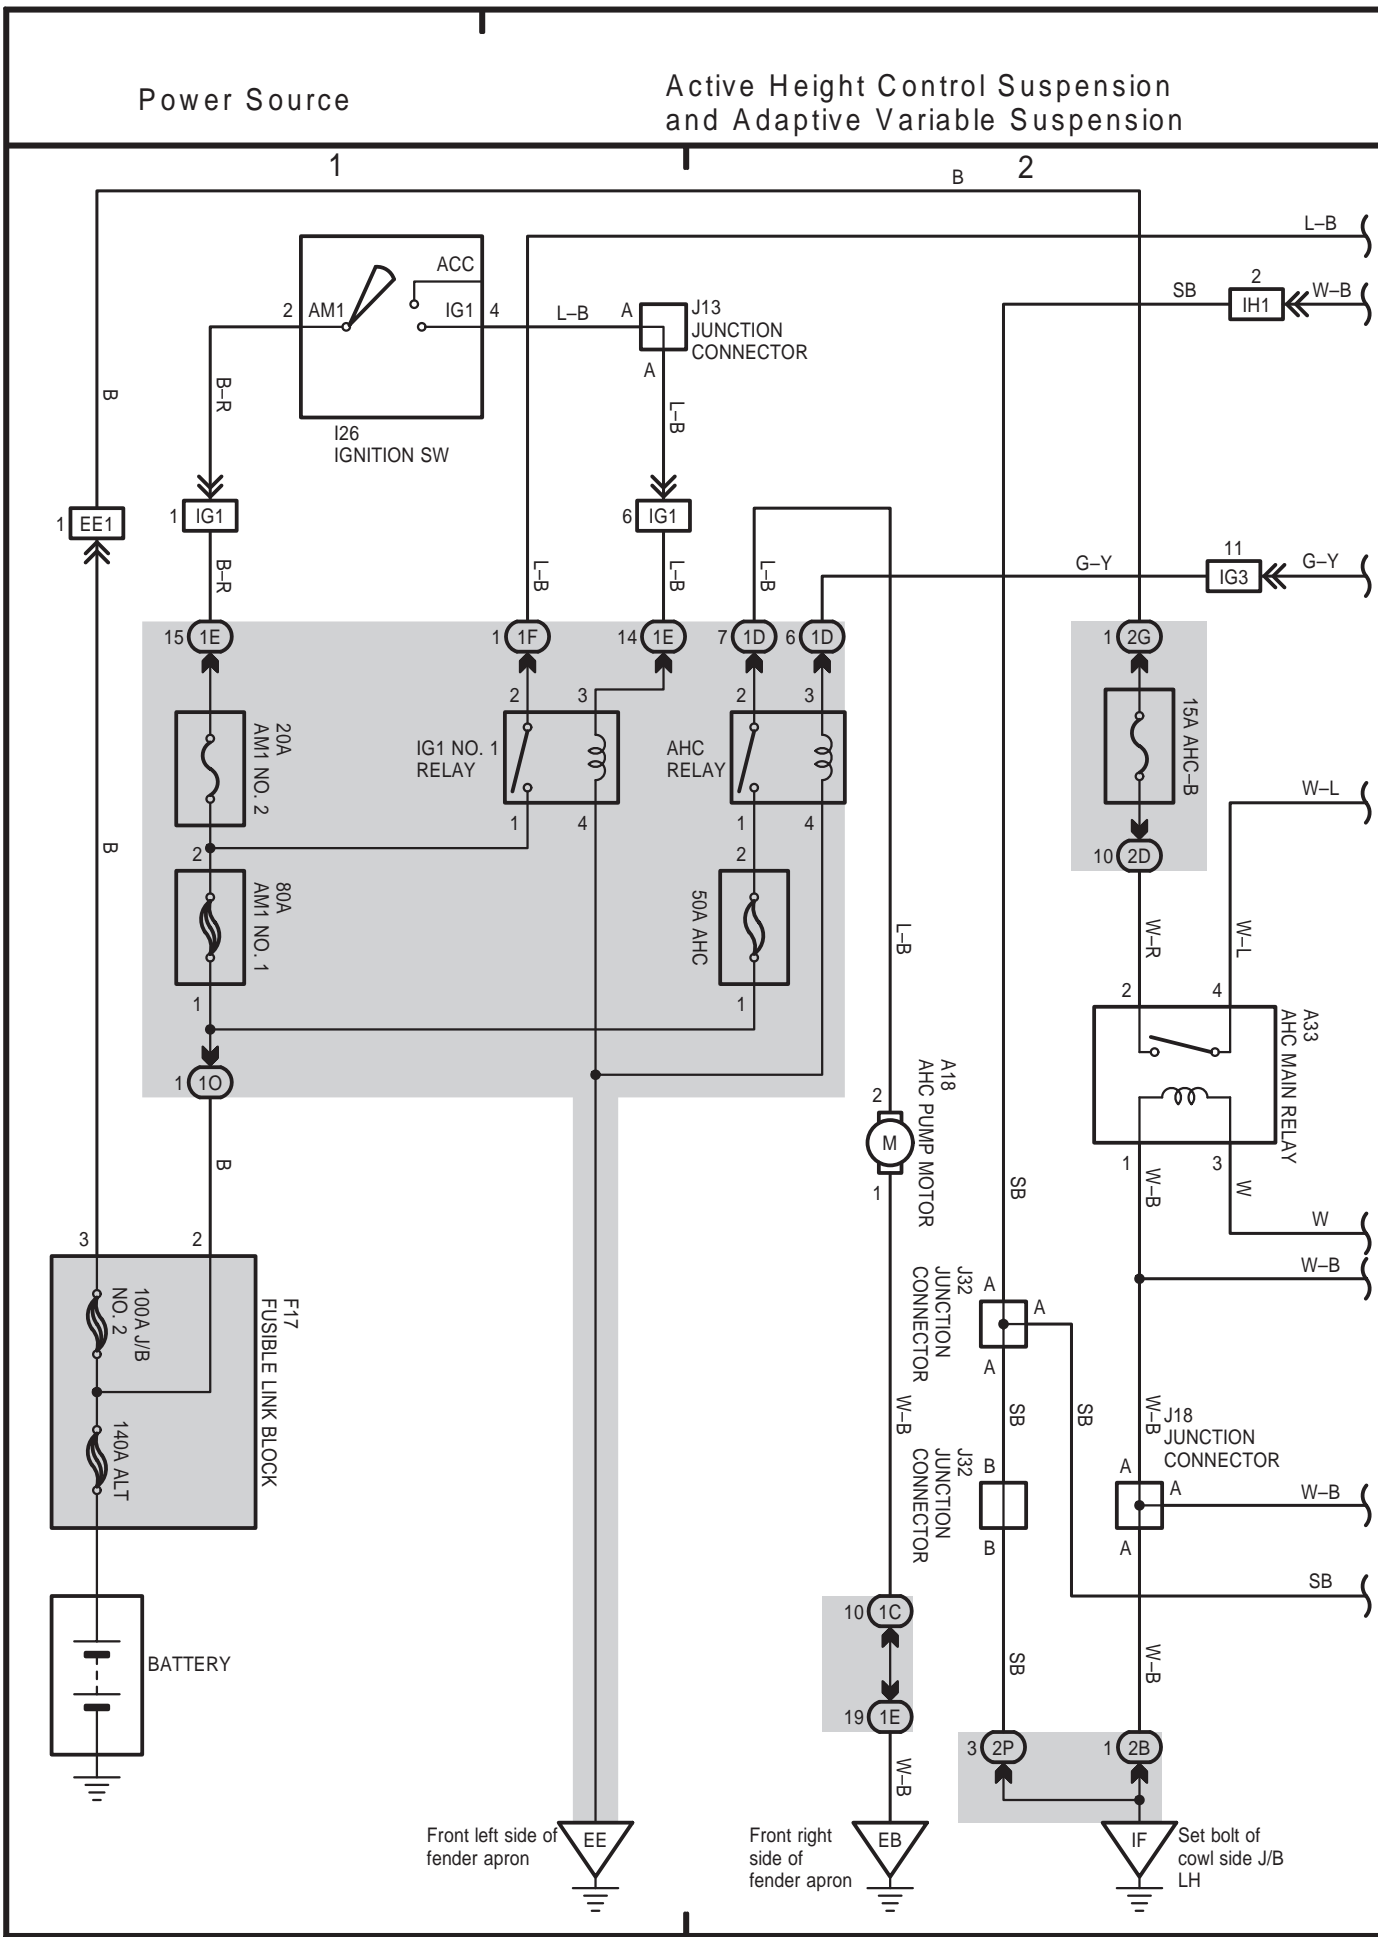 Power Source
Active Height Control Suspension
and Adaptive Variable Suspension
1
2
B
L–B
ACC
2
AM1
IG1
4
L–B
A
J13
JUNCTION
CONNECTOR
A
SB
2
IH1
W–B
B
B–R
L–B
I26
IGNITION SW
1
EE1
1
IG1
6
IG1
B–R
L–B
L–B
L–B
G–Y
11
IG3
G–Y
15
1E
1
1F
14
1E
7
1D
6
1D
1
2G
2
3
2
3
20A
AM1 NO. 2
IG1 NO. 1
RELAY
AHC
RELAY
15A AHC–B
W–L
1
4
1
4
B
2
2
10
2D
80A
AM1 NO. 1
50A AHC
L–B
W–R
W–L
1
1
2
4
A33
AHC MAIN RELAY
1
1O
A18
AHC PUMP MOTOR
2
M
1
B
SB
1
3
W–B
W
W
3
2
W–B
100A J/B
NO. 2
F17
FUSIBLE LINK BLOCK
J32
JUNCTION
CONNECTOR
A
A
A
140A ALT
W–B
SB
SB
W–B
J18
JUNCTION
CONNECTOR
J32
JUNCTION
CONNECTOR
B
B
A
A
A
W–B
SB
BATTERY
10
1C
19
1E
SB
W–B
3
2P
1
2B
W–B
Front left side of
fender apron
EE
Front right
side of
fender apron
EB
IF
Set bolt of
cowl side J/B
LH